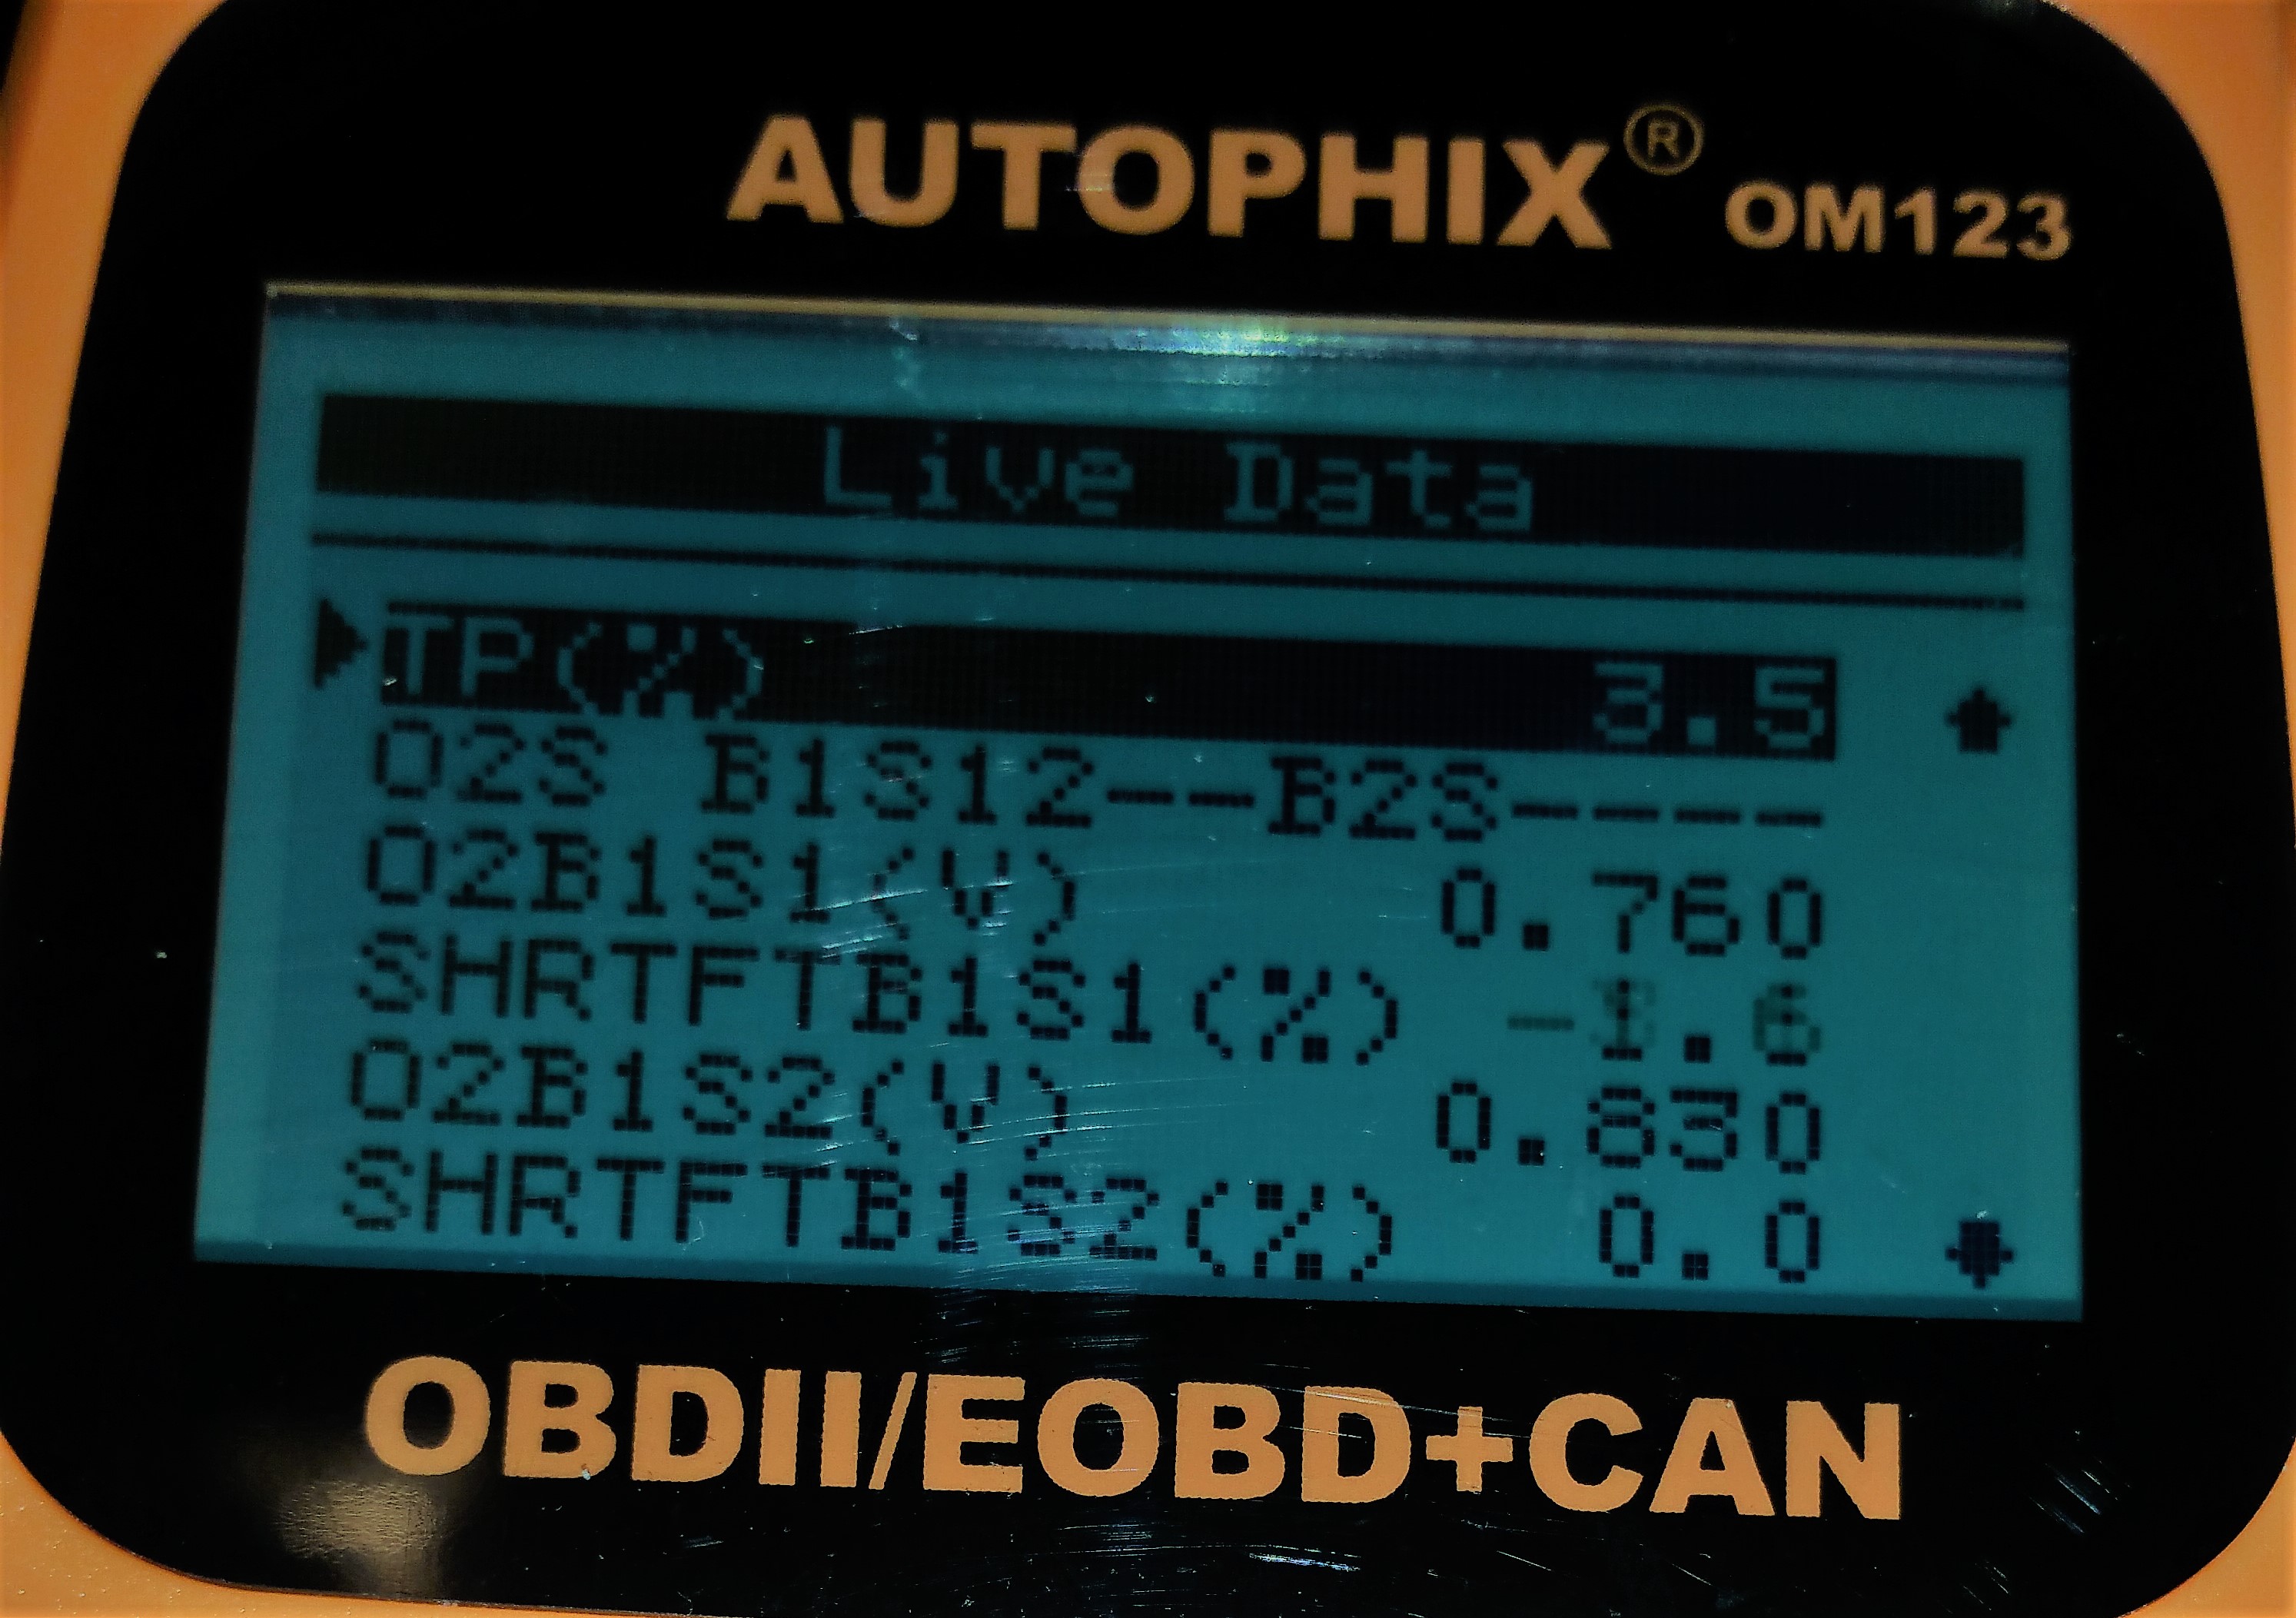 AUTOPHIX® OM123
Live Data
TP(%) 3.5
O2S B1S12--B2S----
O2B1S1(V) 0.760
SHRTFTB1S1(%)
O2B1S2(V) 0.830
SHRTFTB1S2(%) 0.0
OBDII/EOBD+CAN